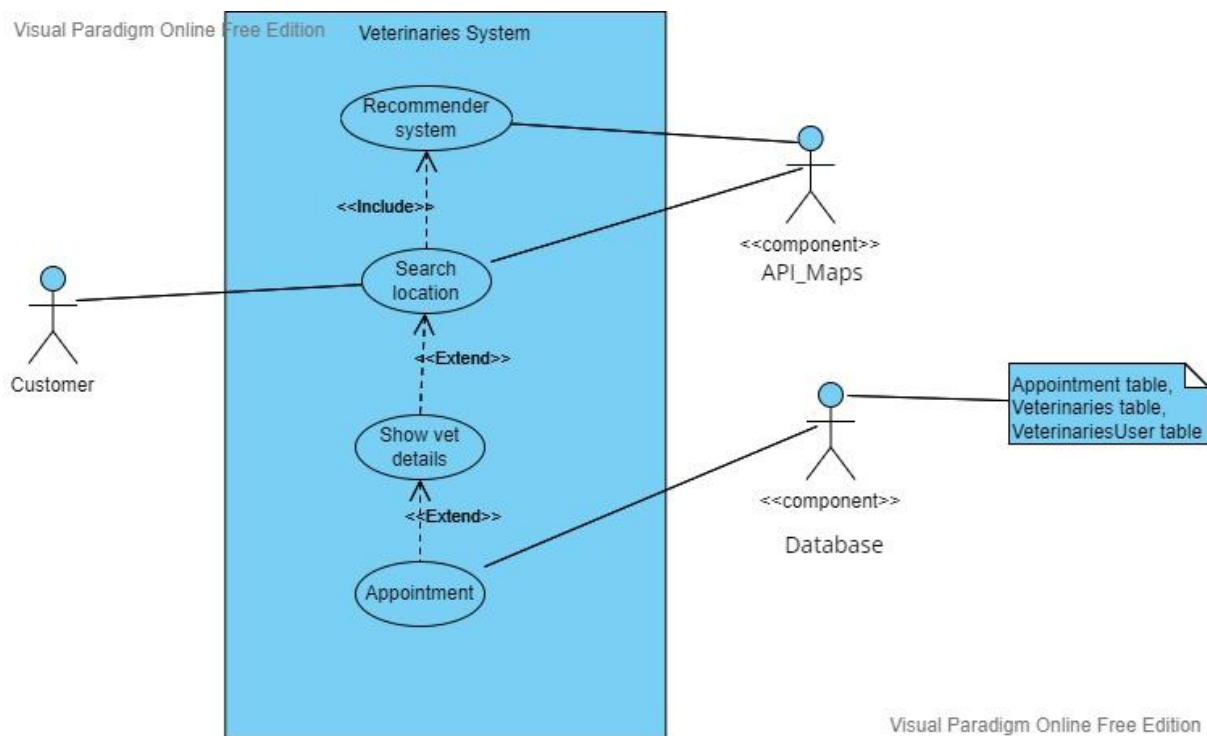 Visual Paradigm Online Free Edition
Veterinaries System
Recommender
system
<<Include>>
<<component>>
API_Maps
Search
location
Customer
<<Extend>>
Appointment table,
Veterinaries table,
VeterinariesUser table
Show vet
details
<<component>>
Database
<<Extend>>
Appointment
Visual Paradigm Online Free Edition